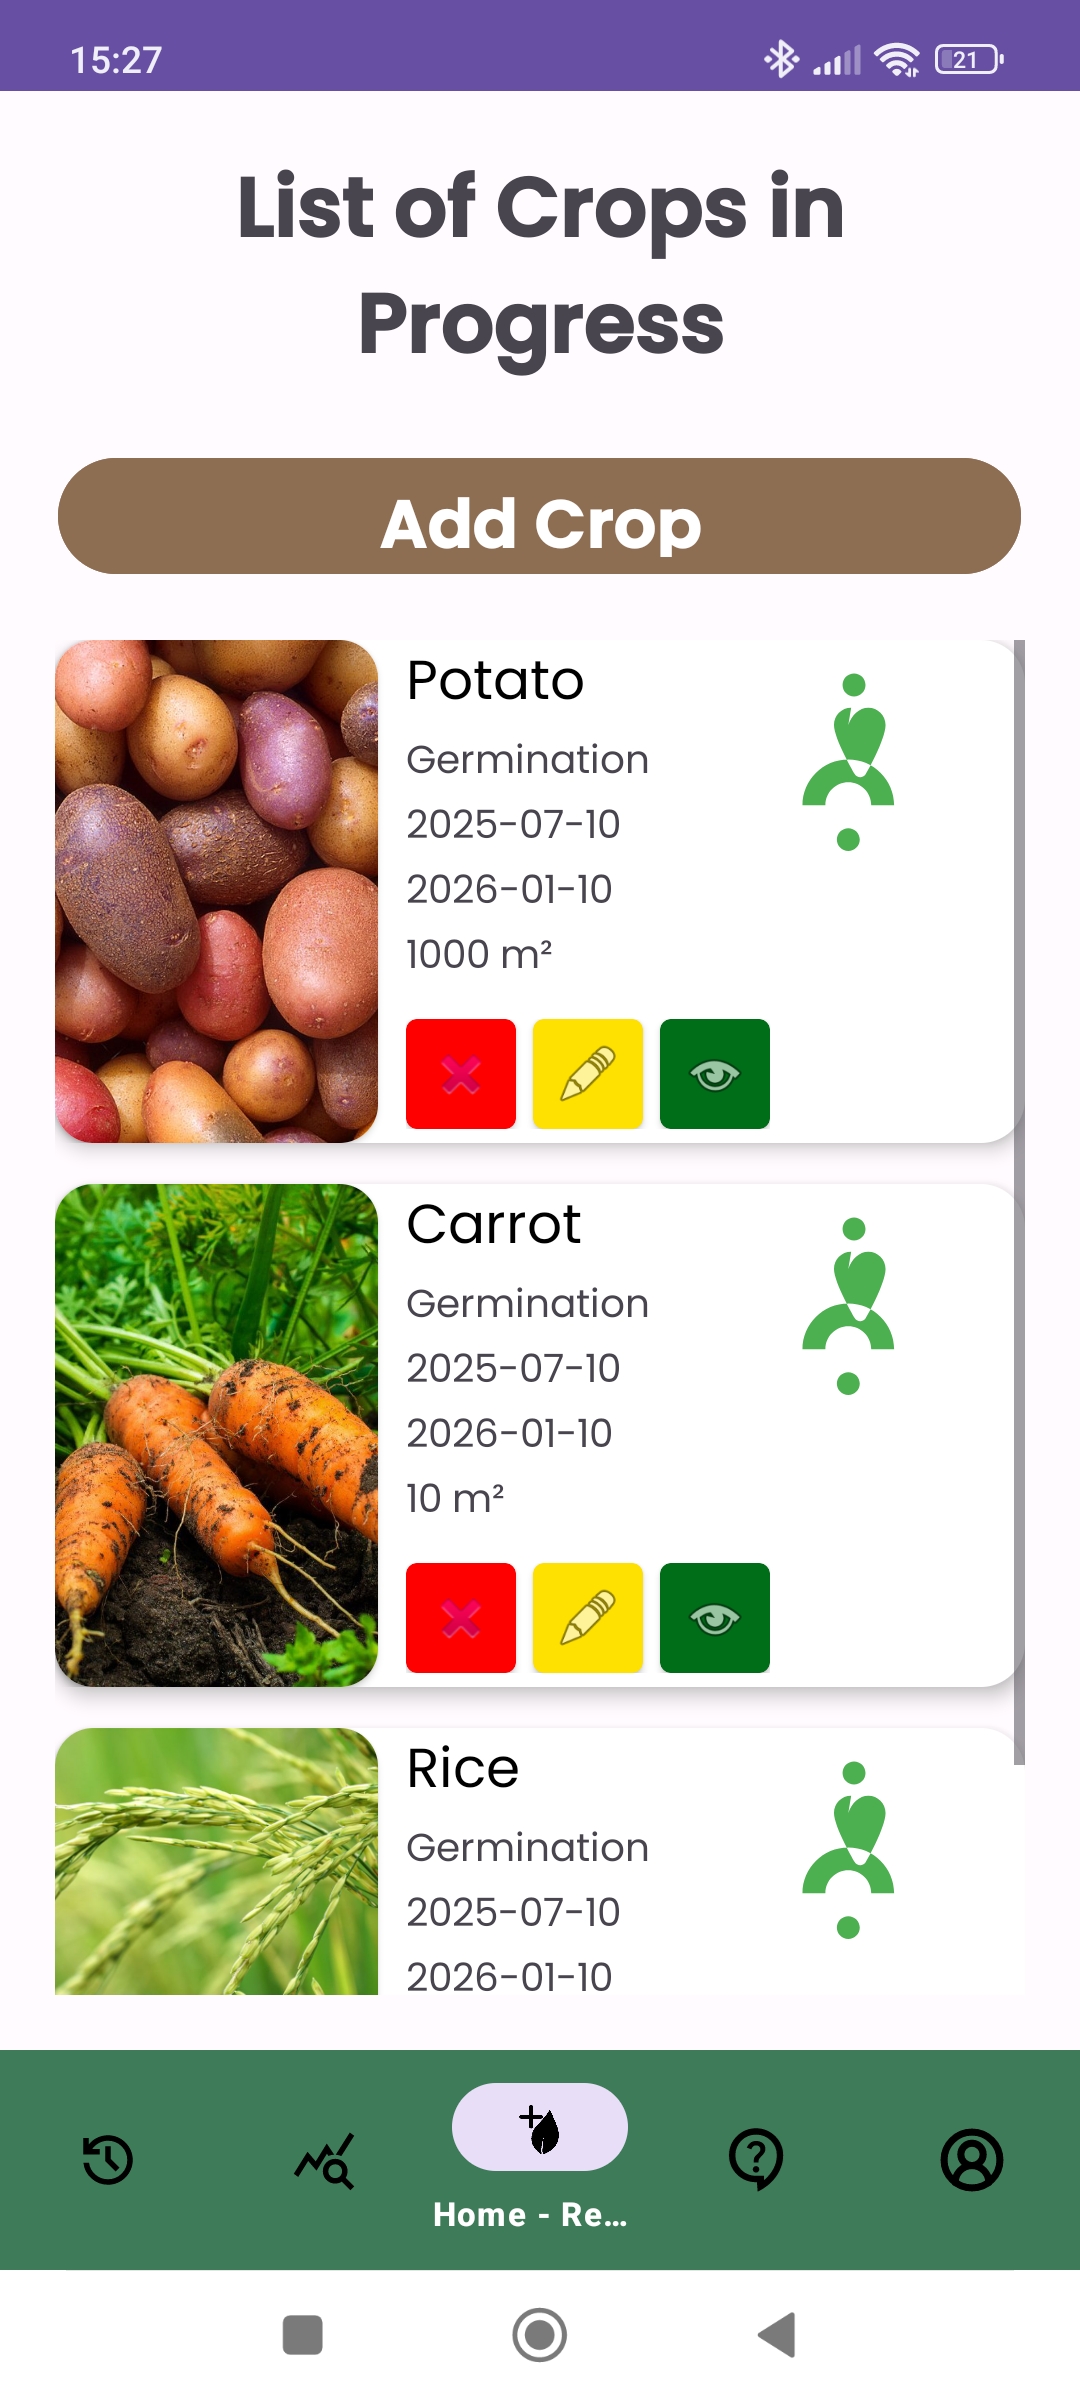 15:27
21
List of Crops in
Progress
Add Crop
Potato
Germination
2025-07-10
2026-01-10
1000 m²
Carrot
Germination
2025-07-10
2026-01-10
10 m²
Rice
Germination
2025-07-10
2026-01-10
Home - Re...